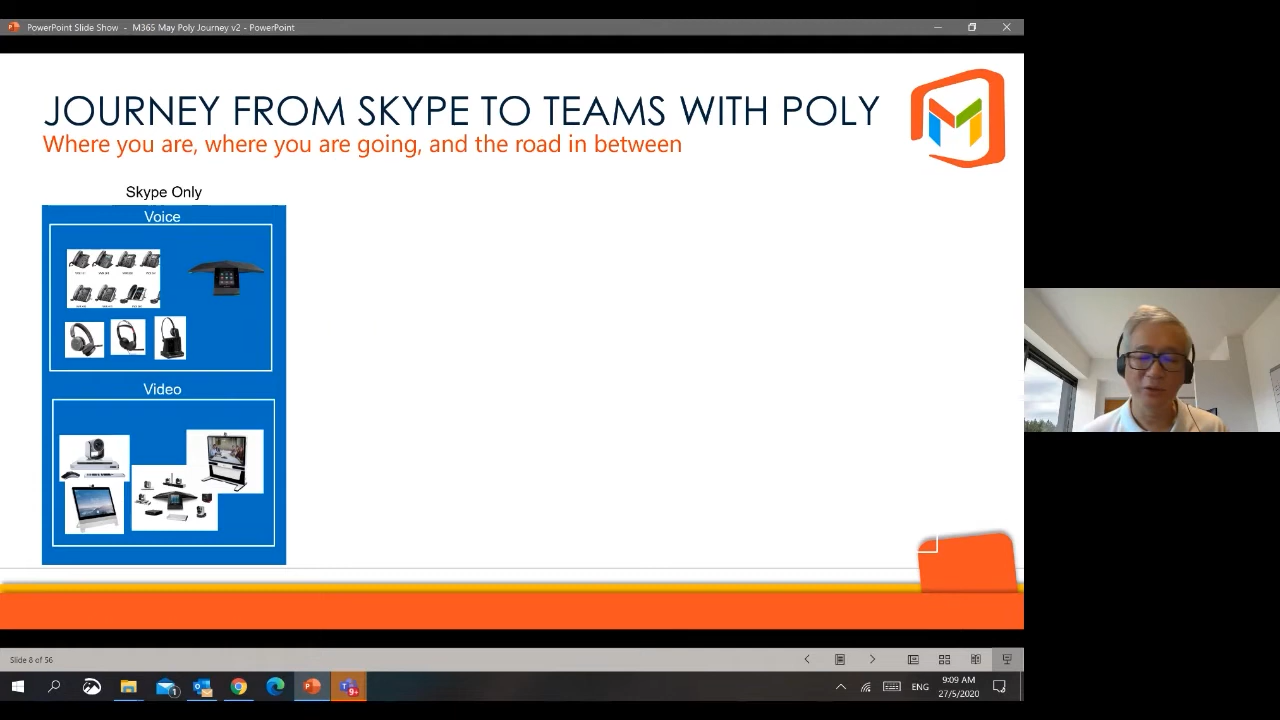 PowerPoint Slide Show - M365 May Poly Journey v2 - PowerPoint
JOURNEY FROM SKYPE TO TEAMS WITH POLY
Where you are, where you are going, and the road in between
Skype Only
Voice
Video
Slide 8 of 56
1
9+
ENG
9:09 AM
27/5/2020